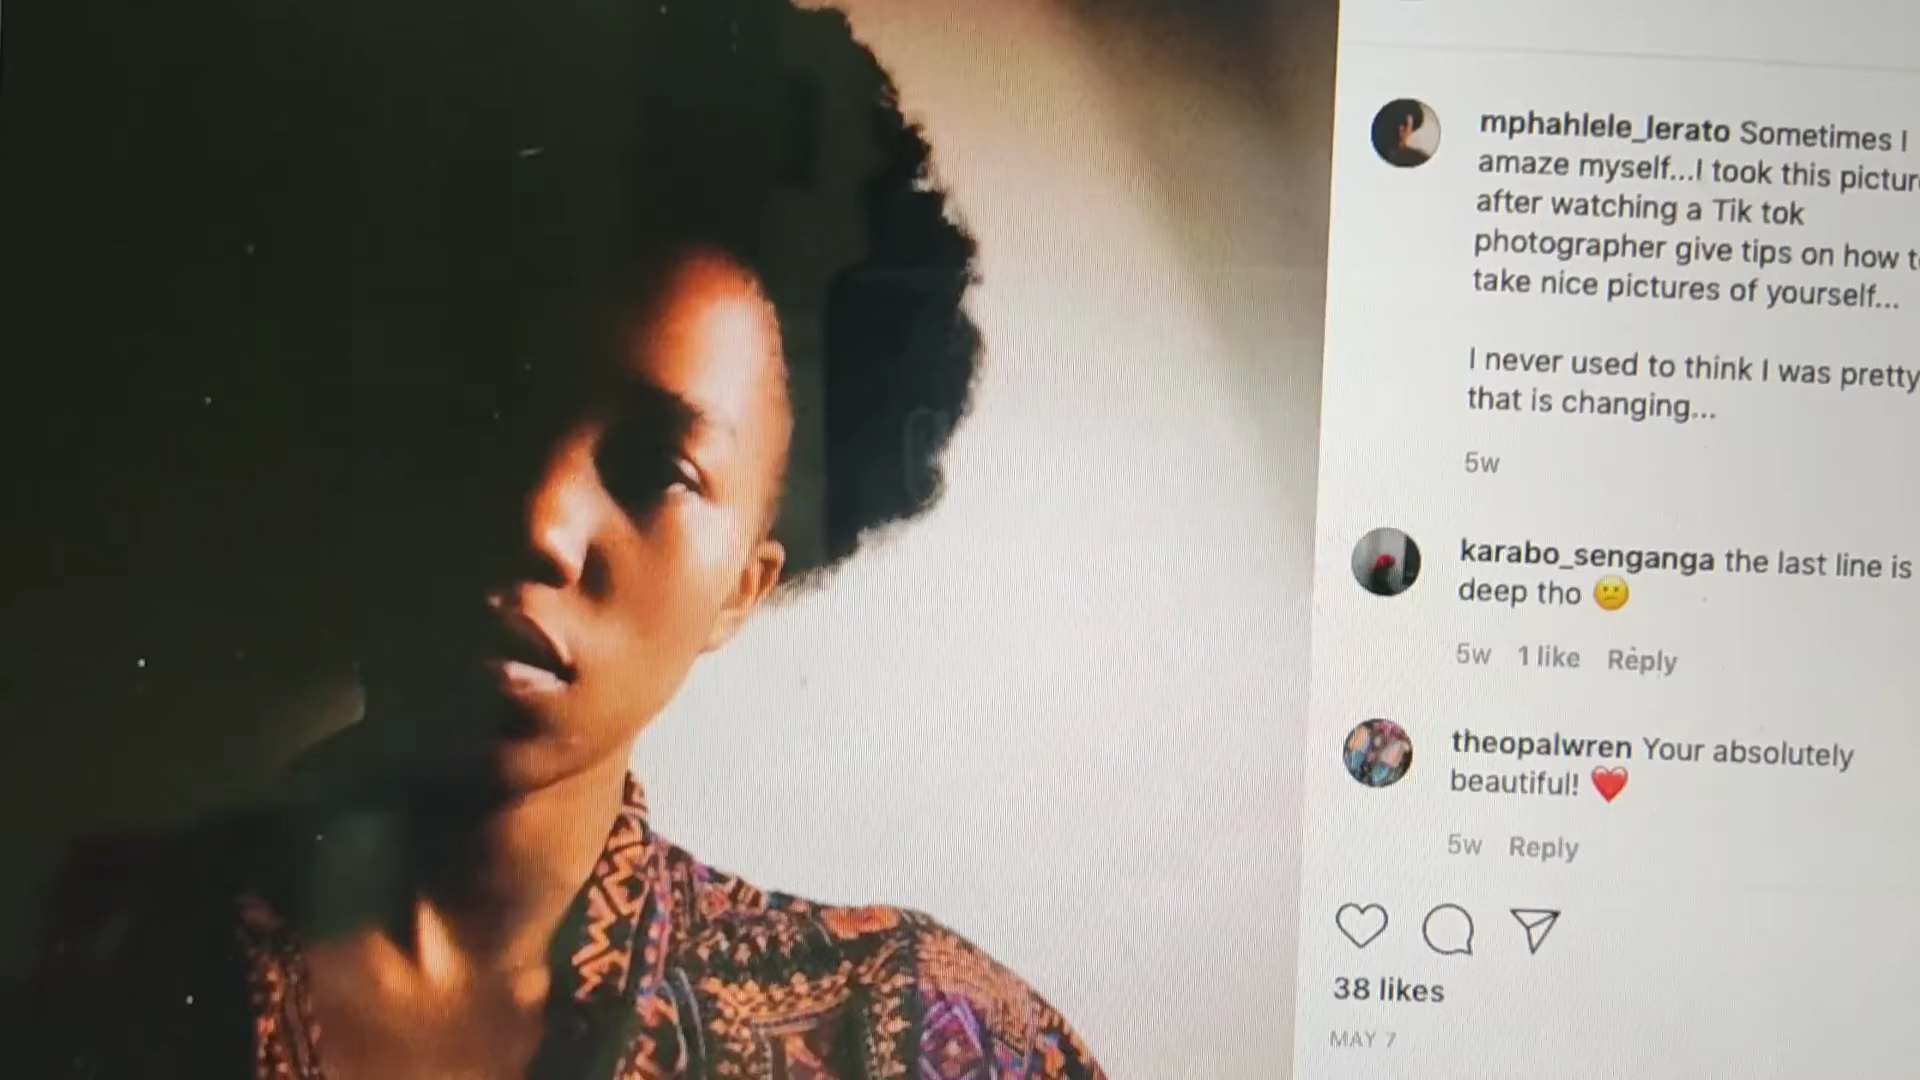 mphahlele_lerato Sometimes I
amaze myself...I took this
after watching a Tik tok
photographer give tips on how
take nice pictures of yourself...
I never used to think I was pretty
that is changing...
5w
karabo_senganga the last line is
deep tho 😕
5w 1 like Reply
theopalwren Your absolutely
beautiful! ❤️
5w Reply
38 likes
MAY 7